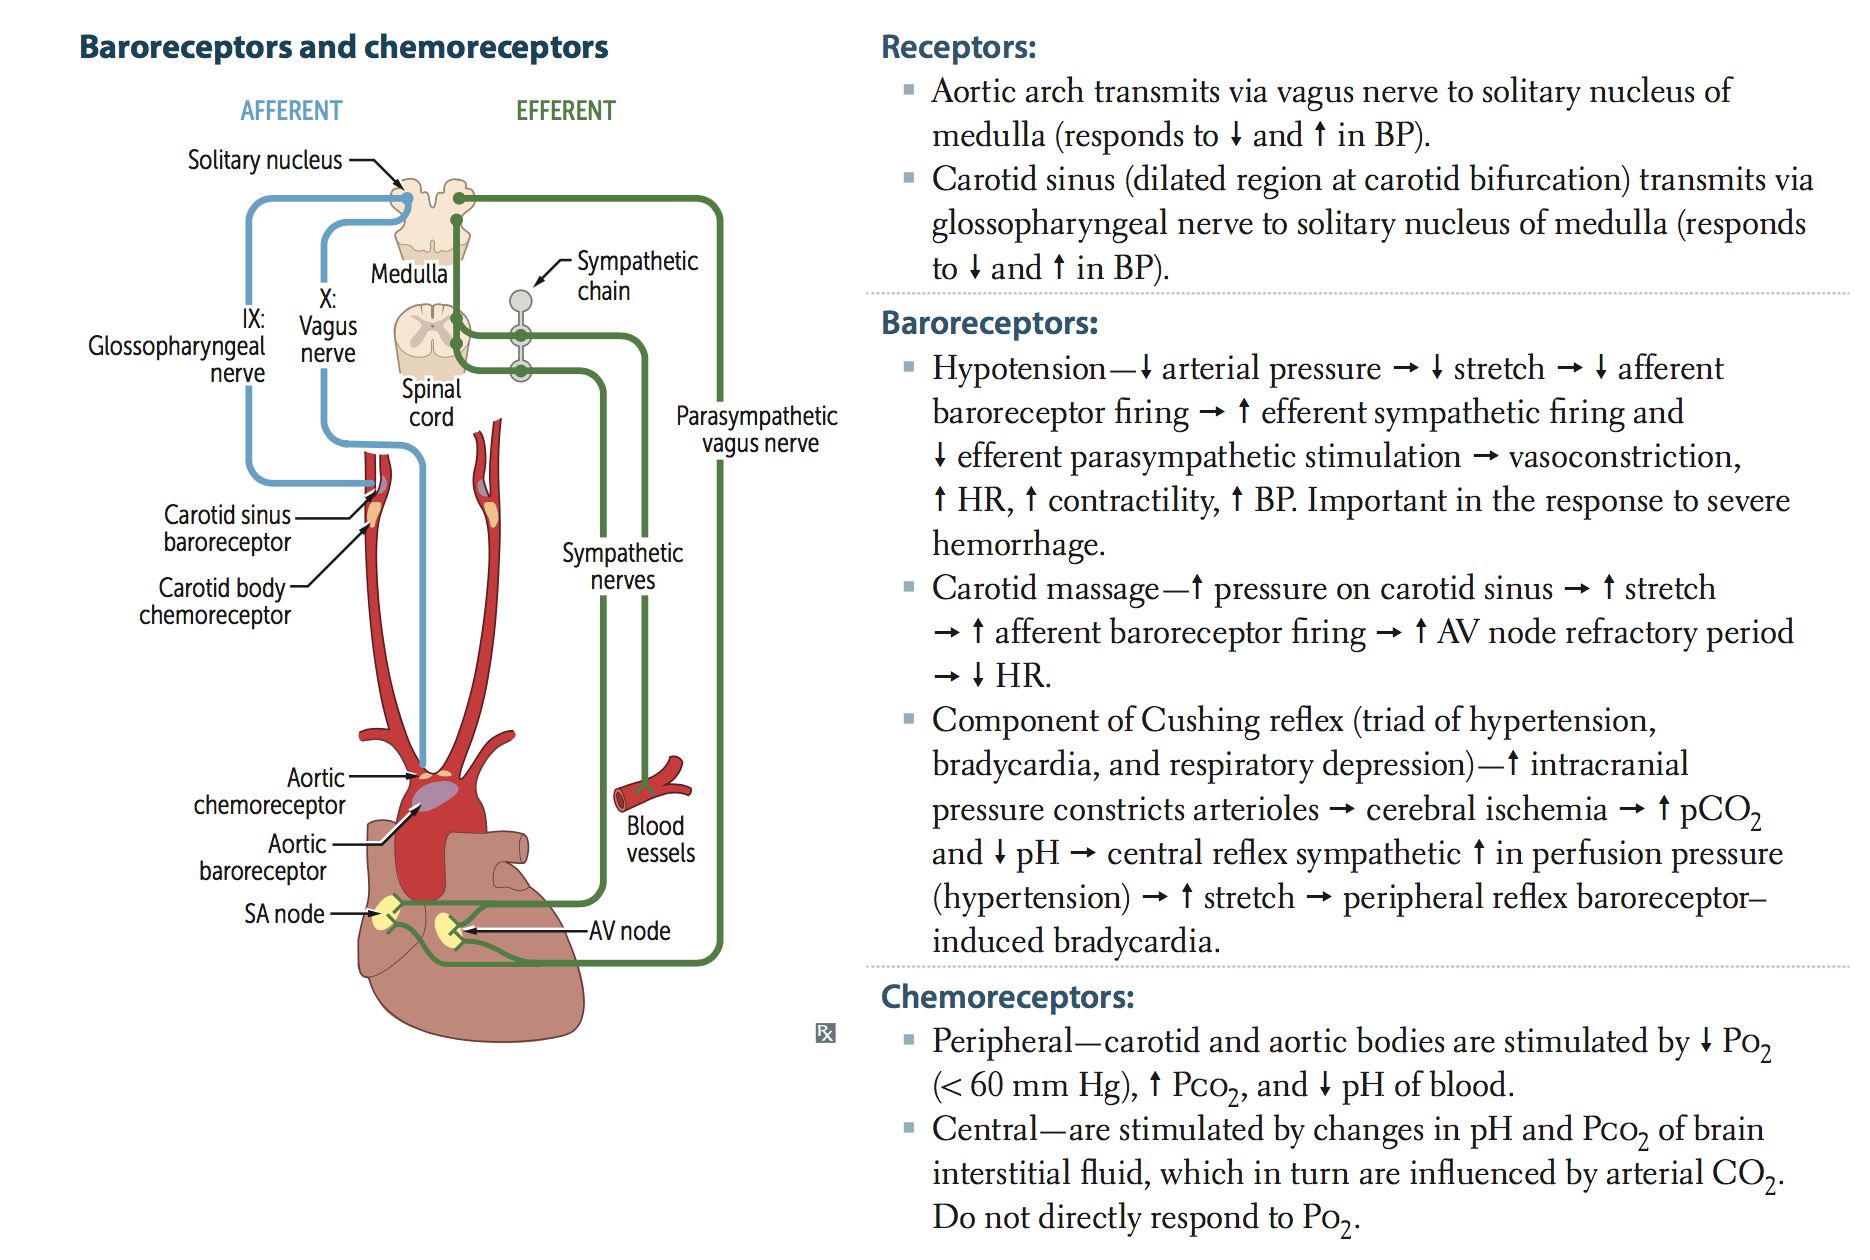 Baroreceptors and chemoreceptors
AFFERENT
EFFERENT
Solitary nucleus
Medulla
Sympathetic
chain
IX:
Glossopharyngeal
nerve
X:
Vagus
nerve
Spinal
cord
Parasympathetic
vagus nerve
Carotid sinus
baroreceptor
Carotid body
chemoreceptor
Sympathetic
nerves
Aortic
chemoreceptor
Aortic
baroreceptor
Blood
vessels
SA node
AV node
Rx
Receptors:
▪ Aortic arch transmits via vagus nerve to solitary nucleus of
medulla (responds to ↓ and ↑ in BP).
▪ Carotid sinus (dilated region at carotid bifurcation) transmits via
glossopharyngeal nerve to solitary nucleus of medulla (responds
to ↓ and ↑ in BP).
Baroreceptors:
▪ Hypotension—↓ arterial pressure → ↓ stretch → ↓ afferent
baroreceptor firing → ↑ efferent sympathetic firing and
↓ efferent parasympathetic stimulation → vasoconstriction,
↑ HR, ↑ contractility, ↑ BP. Important in the response to severe
hemorrhage.
▪ Carotid massage—↑ pressure on carotid sinus → ↑ stretch
→ ↑ afferent baroreceptor firing → ↑ AV node refractory period
→ ↓ HR.
▪ Component of Cushing reflex (triad of hypertension,
bradycardia, and respiratory depression)—↑ intracranial
pressure constricts arterioles → cerebral ischemia → ↑ pCO₂
and ↓ pH → central reflex sympathetic ↑ in perfusion pressure
(hypertension) → ↑ stretch → peripheral reflex baroreceptor–
induced bradycardia.
Chemoreceptors:
▪ Peripheral—carotid and aortic bodies are stimulated by ↓ PO₂
(< 60 mm Hg), ↑ PCO₂, and ↓ pH of blood.
▪ Central—are stimulated by changes in pH and PCO₂ of brain
interstitial fluid, which in turn are influenced by arterial CO₂.
Do not directly respond to PO₂.